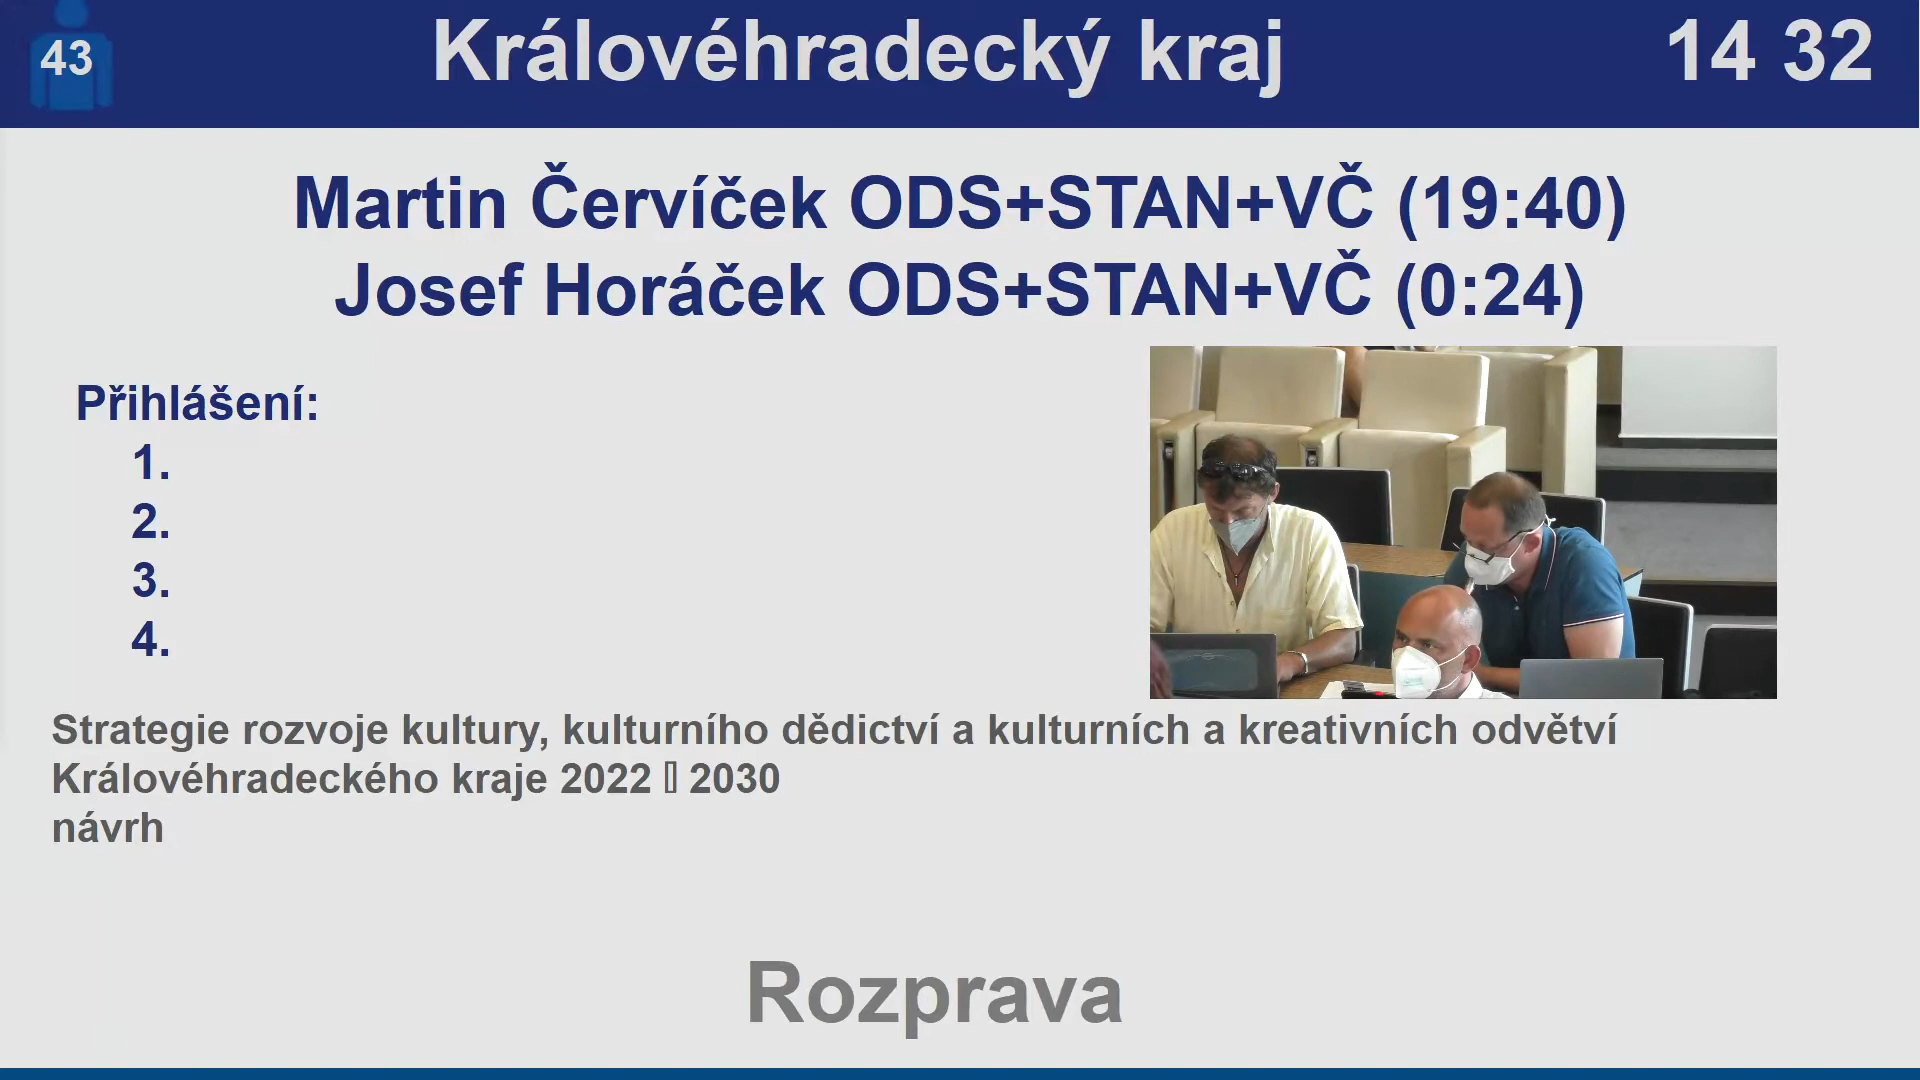 43
Královéhradecký kraj
14 32
Martin Červíček ODS+STAN+VČ (19:40)
Josef Horáček ODS+STAN+VČ (0:24)
Přihlášení:
1.
2.
3.
4.
Strategie rozvoje kultury, kulturního dědictví a kulturních a kreativních odvětví
Královéhradeckého kraje 2022 ▯ 2030
návrh
Rozprava